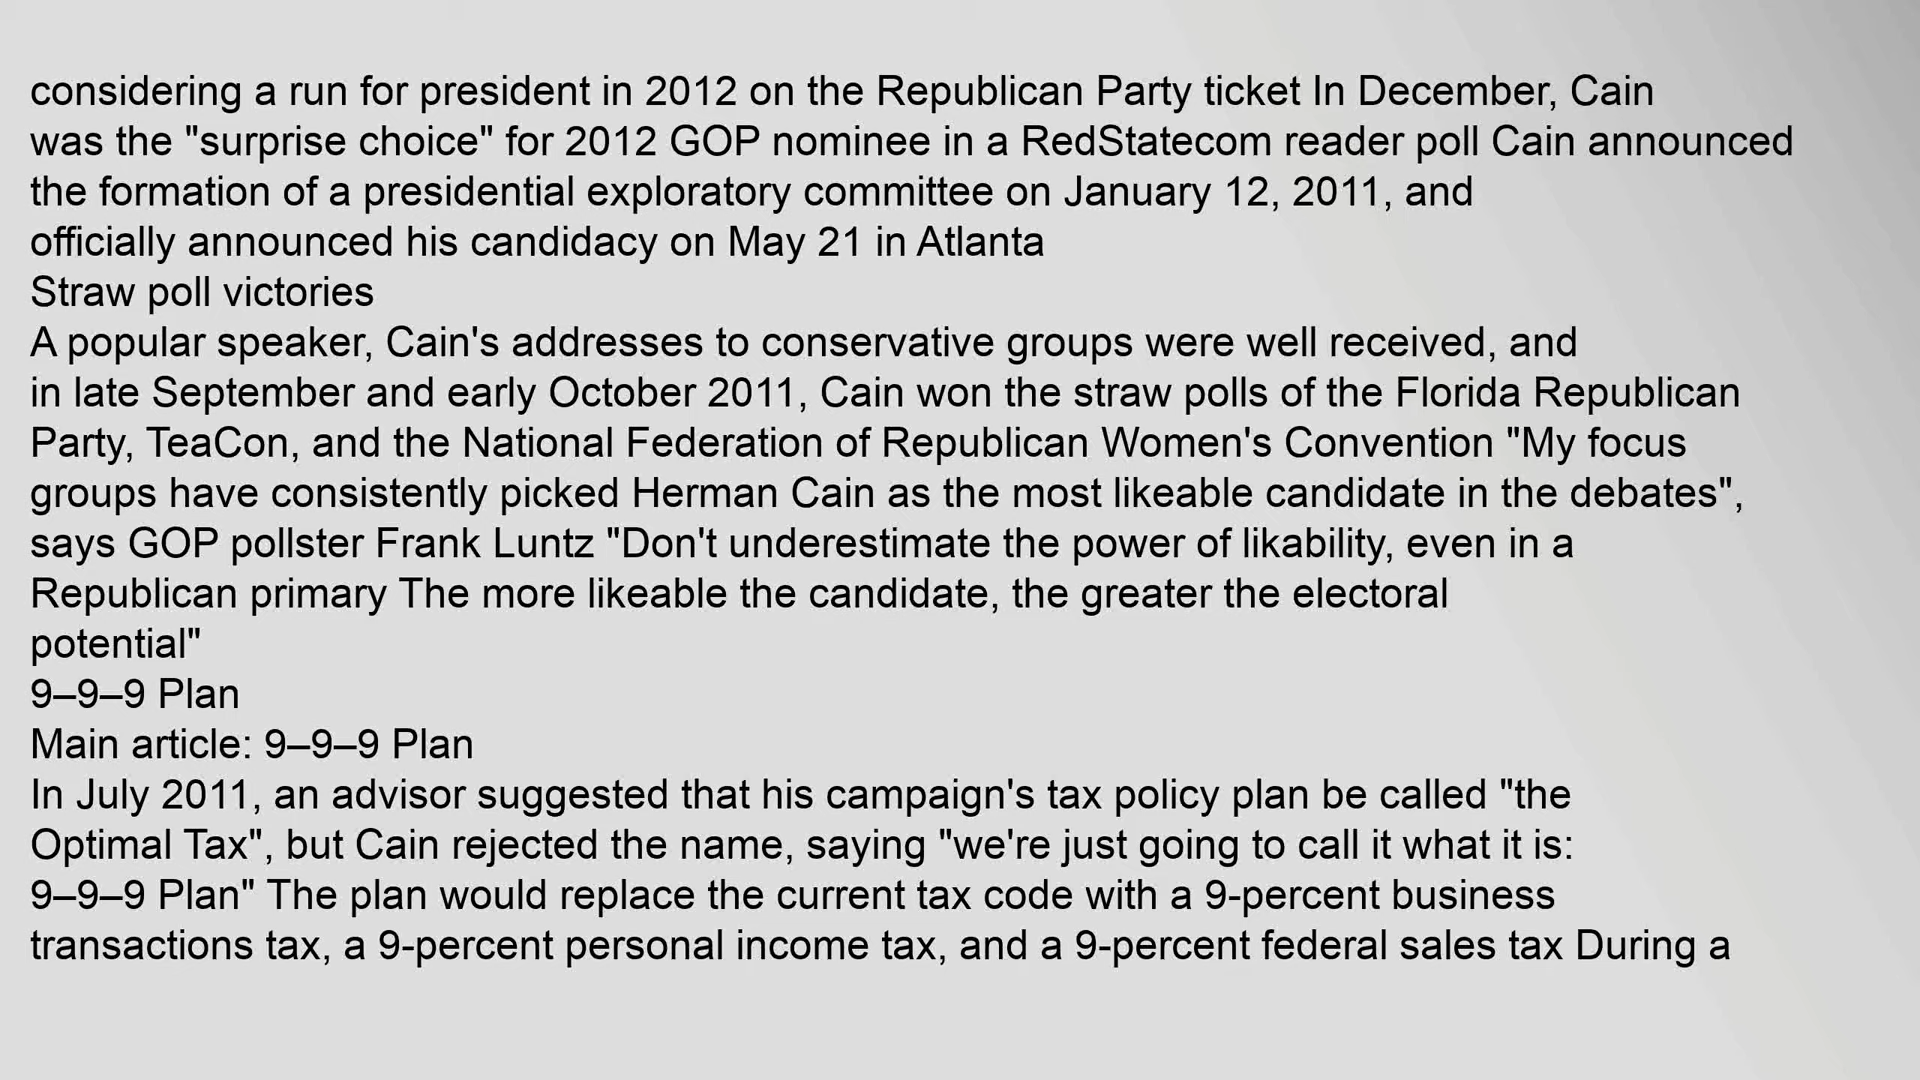 considering a run for president in 2012 on the Republican Party ticket In December, Cain
was the "surprise choice" for 2012 GOP nominee in a RedStatecom reader poll Cain announced
the formation of a presidential exploratory committee on January 12, 2011, and
officially announced his candidacy on May 21 in Atlanta
Straw poll victories
A popular speaker, Cain's addresses to conservative groups were well received, and
in late September and early October 2011, Cain won the straw polls of the Florida Republican
Party, TeaCon, and the National Federation of Republican Women's Convention "My focus
groups have consistently picked Herman Cain as the most likeable candidate in the debates",
says GOP pollster Frank Luntz "Don't underestimate the power of likability, even in a
Republican primary The more likeable the candidate, the greater the electoral
potential"
9–9–9 Plan
Main article: 9–9–9 Plan
In July 2011, an advisor suggested that his campaign's tax policy plan be called "the
Optimal Tax", but Cain rejected the name, saying "we're just going to call it what it is:
9–9–9 Plan" The plan would replace the current tax code with a 9-percent business
transactions tax, a 9-percent personal income tax, and a 9-percent federal sales tax During a